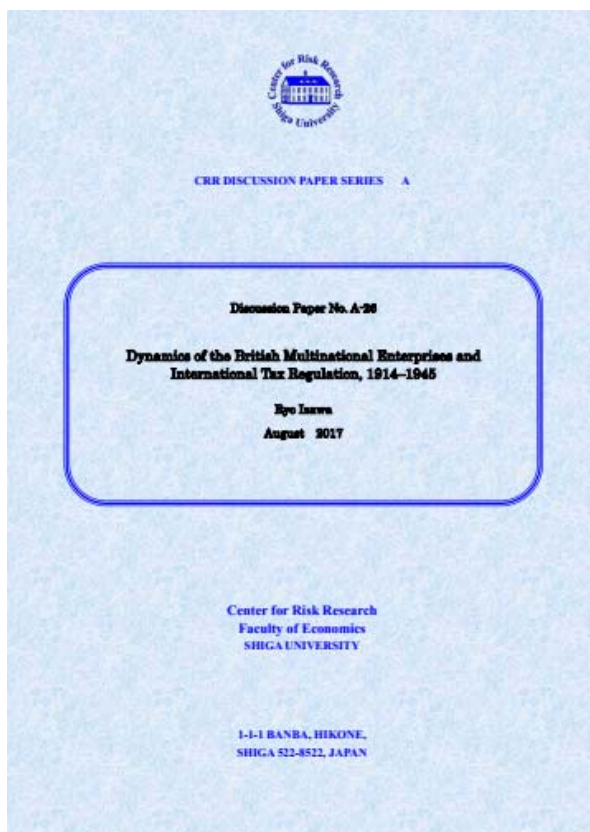 Center for Risk Research
Shiga University
CRR DISCUSSION PAPER SERIES A
Discussion Paper No. A-26
Dynamics of the British Multinational Enterprises and
International Tax Regulation, 1914–1945
Ryo Izawa
August 2017
Center for Risk Research
Faculty of Economics
SHIGA UNIVERSITY
1-1-1 BANBA, HIKONE,
SHIGA 522-8522, JAPAN